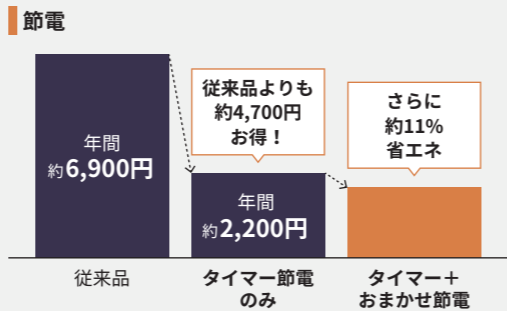 節電
従来品よりも
約4,700円
お得！
さらに
約11%
省エネ
年間
約6,900円
年間
約2,200円
従来品
タイマー節電
のみ
タイマー＋
おまかせ節電